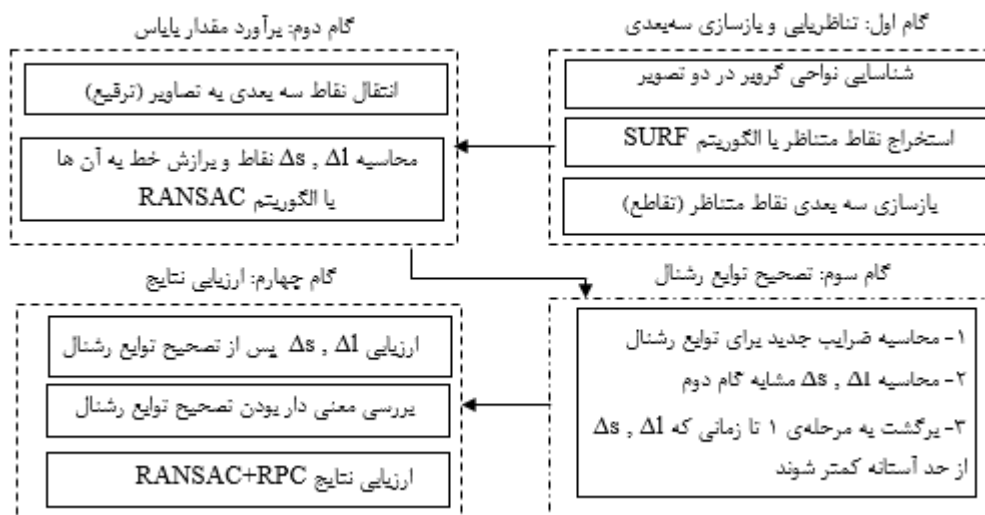 گام اول: تناظریابی و بازسازی سه‌بعدی
شناسایی نواحی گرویر در دو تصویر
استخراج نقاط متناظر با الگوریتم SURF
بازسازی سه بعدی نقاط متناظر (تقاطع)
گام دوم: برآورد مقدار بایاس
انتقال نقاط سه بعدی به تصاویر (ترفیع)
محاسبه Δs , Δl نقاط و برازش خط به آن ها
با الگوریتم RANSAC
گام سوم: تصحیح توابع رشنال
۱- محاسبه ضرایب جدید برای توابع رشنال
۲- محاسبه Δs , Δl مشابه گام دوم
۳- برگشت به مرحله‌ی ۱ تا زمانی که Δs , Δl
از حد آستانه کمتر شوند
گام چهارم: ارزیابی نتایج
ارزیابی Δs , Δl پس از تصحیح توابع رشنال
بررسی معنی دار بودن تصحیح توابع رشنال
ارزیابی نتایج RANSAC+RPC